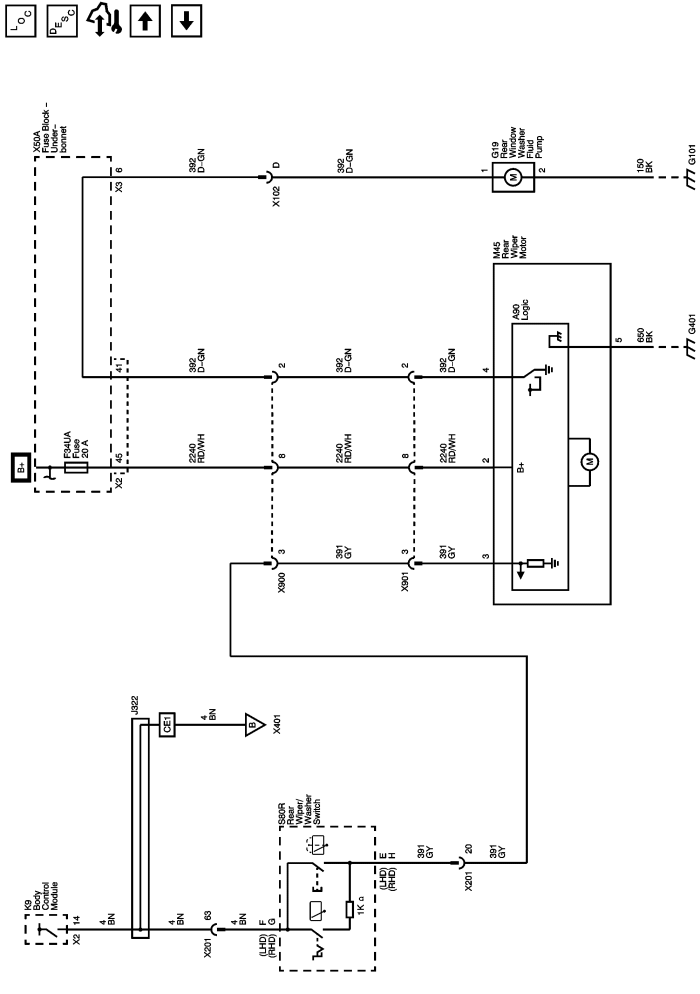 LOC
DESC
X50A
Fuse Block –
Under–
bonnet
B+
F34UA
Fuse
20 A
X2
45
41
X3
6
392
D–GN
X102
D
392
D–GN
G19
Rear
Window
Washer
Fluid
Pump
1
M
2
150
BK
G101
392
D–GN
2
392
D–GN
2
392
D–GN
4
2240
RD/WH
8
2240
RD/WH
8
2240
RD/WH
2
X900
3
391
GY
X901
3
391
GY
3
M45
Rear
Wiper
Motor
A90
Logic
B+
M
5
650
BK
G401
K9
Body
Control
Module
X2
14
4
BN
J322
CE1
4
BN
B
X401
4
BN
X201
63
4
BN
(LHD) F
(RHD) G
S80R
Rear
Wiper/
Washer
Switch
1K Ω
(LHD) E
(RHD) H
391
GY
X201
20
391
GY